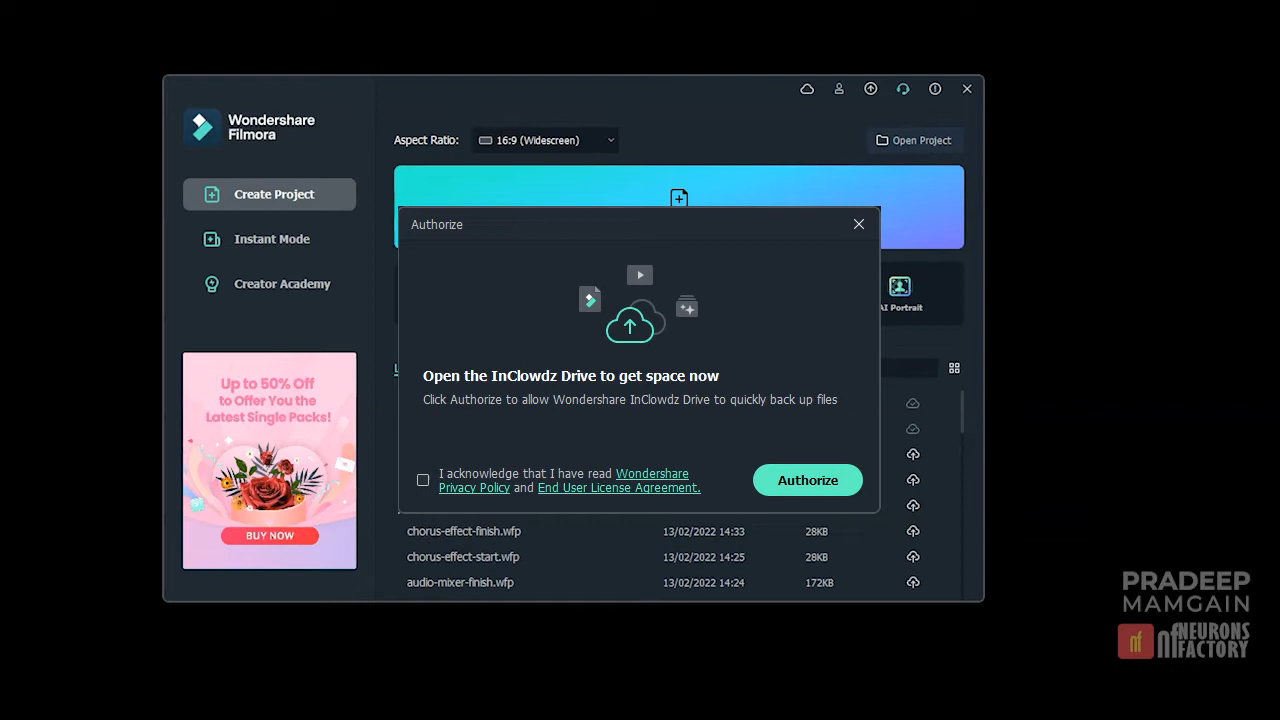 Wondershare
Filmora
Aspect Ratio:
16:9 (Widescreen)
Open Project
Create Project
Instant Mode
Creator Academy
Authorize
AI Portrait
Open the InClowdz Drive to get space now
Click Authorize to allow Wondershare InClowdz Drive to quickly back up files
I acknowledge that I have read Wondershare
Privacy Policy and End User License Agreement.
Authorize
Up to 50% Off
to Offer You the
Latest Single Packs!
BUY NOW
chorus-effect-finish.wfp 13/02/2022 14:33 28KB
chorus-effect-start.wfp 13/02/2022 14:25 28KB
audio-mixer-finish.wfp 13/02/2022 14:24 172KB
PRADEEP
MAMGAIN
nf nf NEURONS
FACTORY